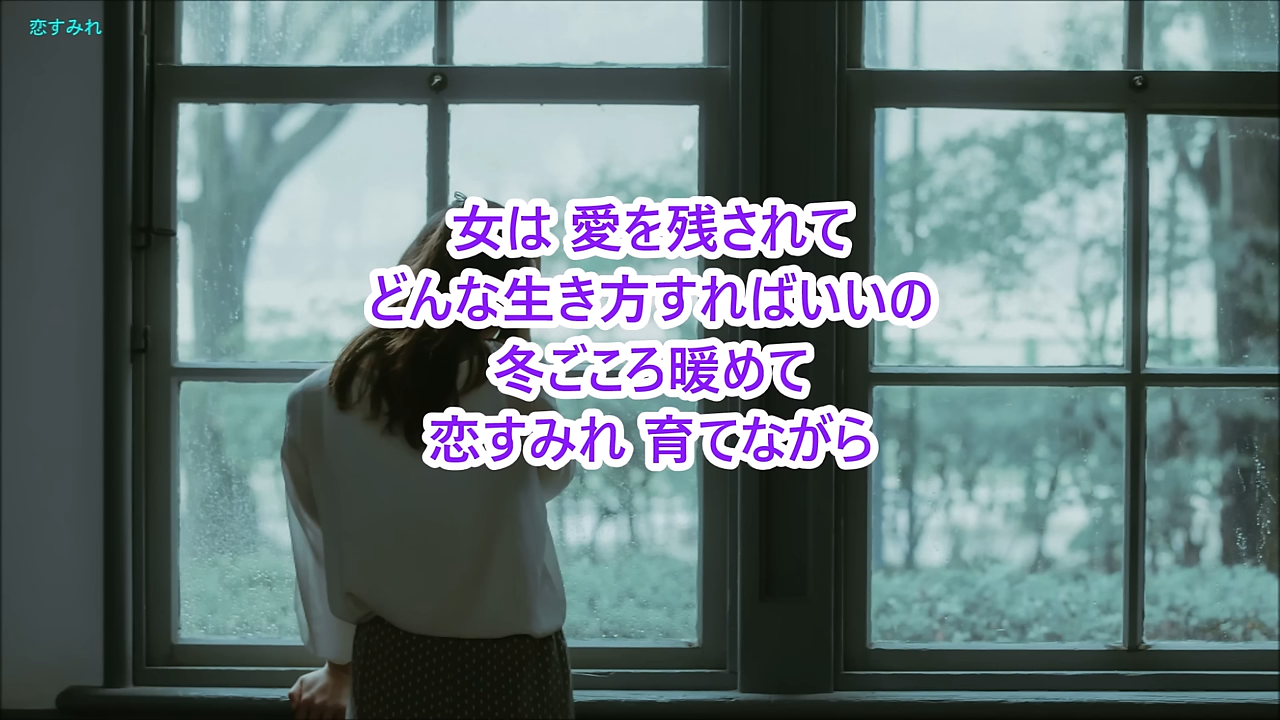 恋すみれ
女は 愛を残されて
どんな生き方すればいいの
冬ごころ暖めて
恋すみれ 育てながら